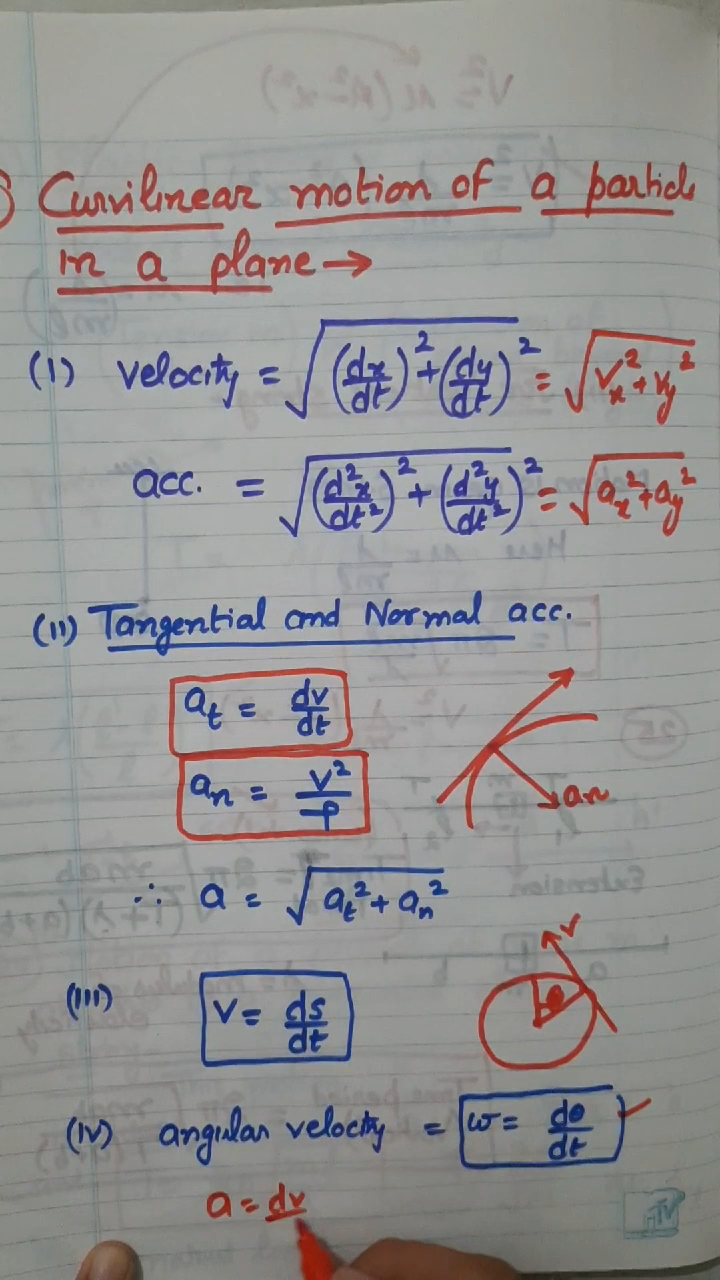 Curvilinear motion of a particle
in a plane →
(i) velocity = √((dx/dt)² + (dy/dt)²) = √(Vx² + Vy²)
acc. = √((d²x/dt²)² + (d²y/dt²)²) = √(ax² + ay²)
(ii) Tangential and Normal acc.
at = dv/dt
an = v²/ρ
an
∴ a = √(at² + an²)
v
(iii) v = ds/dt
θ
(iv) angular velocity = ω = dθ/dt
a = dv